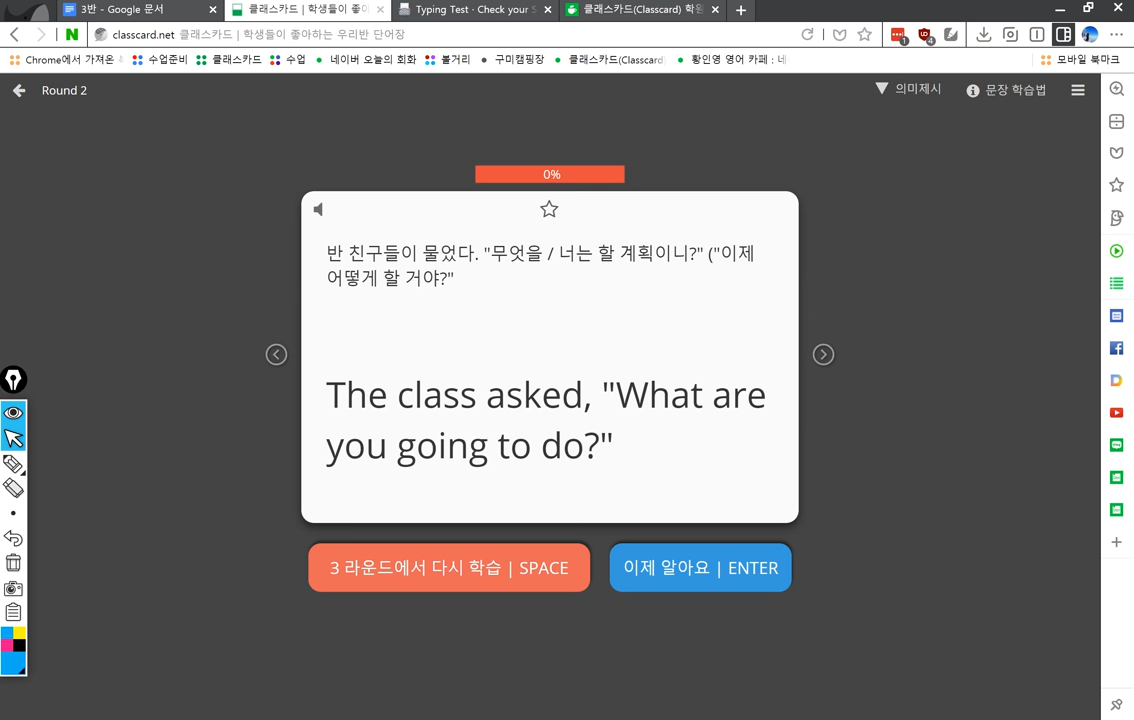 3반 - Google 문서
클래스카드 | 학생들이 좋아
Typing Test · Check your S
클래스카드(Classcard) 학원
N classcard.net 클래스카드 | 학생들이 좋아하는 우리반 단어장
1
4
Chrome에서 가져온
수업준비
클래스카드
수업
네이버 오늘의 회화
볼거리
구미캠핑장
클래스카드(Classcard
황인영 영어 카페 : 네
모바일 북마크
Round 2
의미제시
문장 학습법
0%
반 친구들이 물었다. "무엇을 / 너는 할 계획이니?" ("이제
어떻게 할 거야?"
The class asked, "What are
you going to do?"
3 라운드에서 다시 학습 | SPACE
이제 알아요 | ENTER